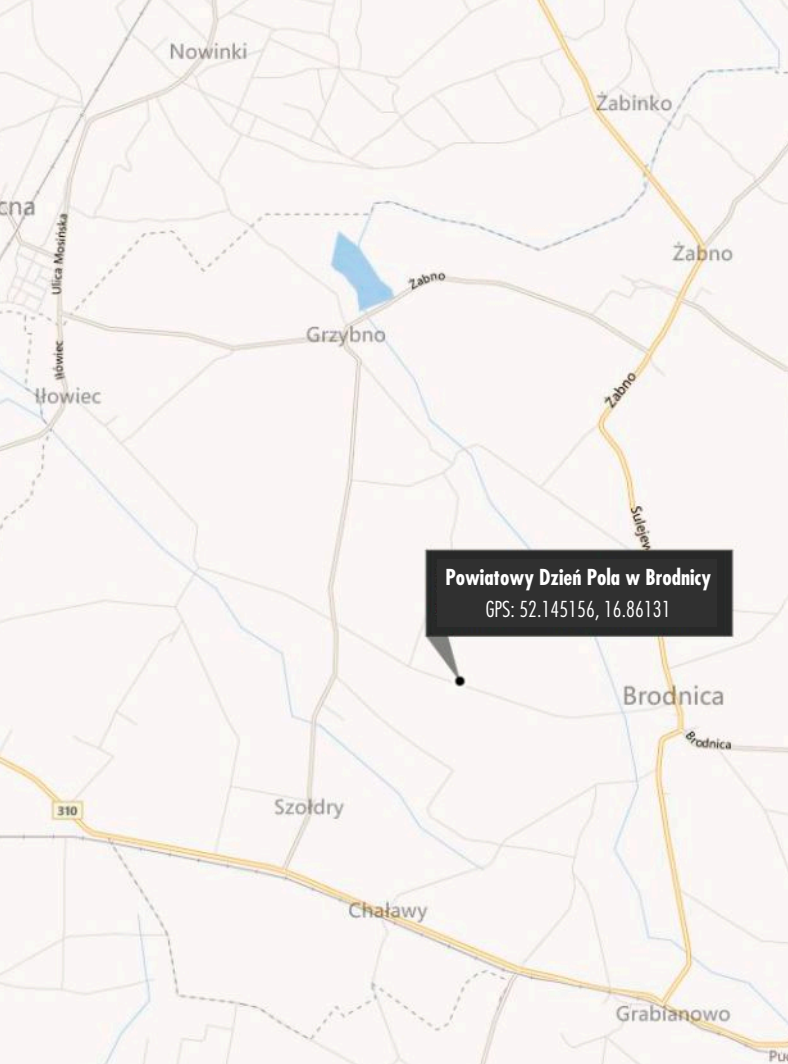 Nowinki
Żabinko
cna
Ulica Mosińska
Żabno
Żabno
Grzybno
Iłówiec
Iłowiec
Żabno
Sulejew
Powiatowy Dzień Pola w Brodnicy
GPS: 52.145156, 16.86131
Brodnica
Brodnica
310
Szołdry
Chaławy
Grabianowo
Pu